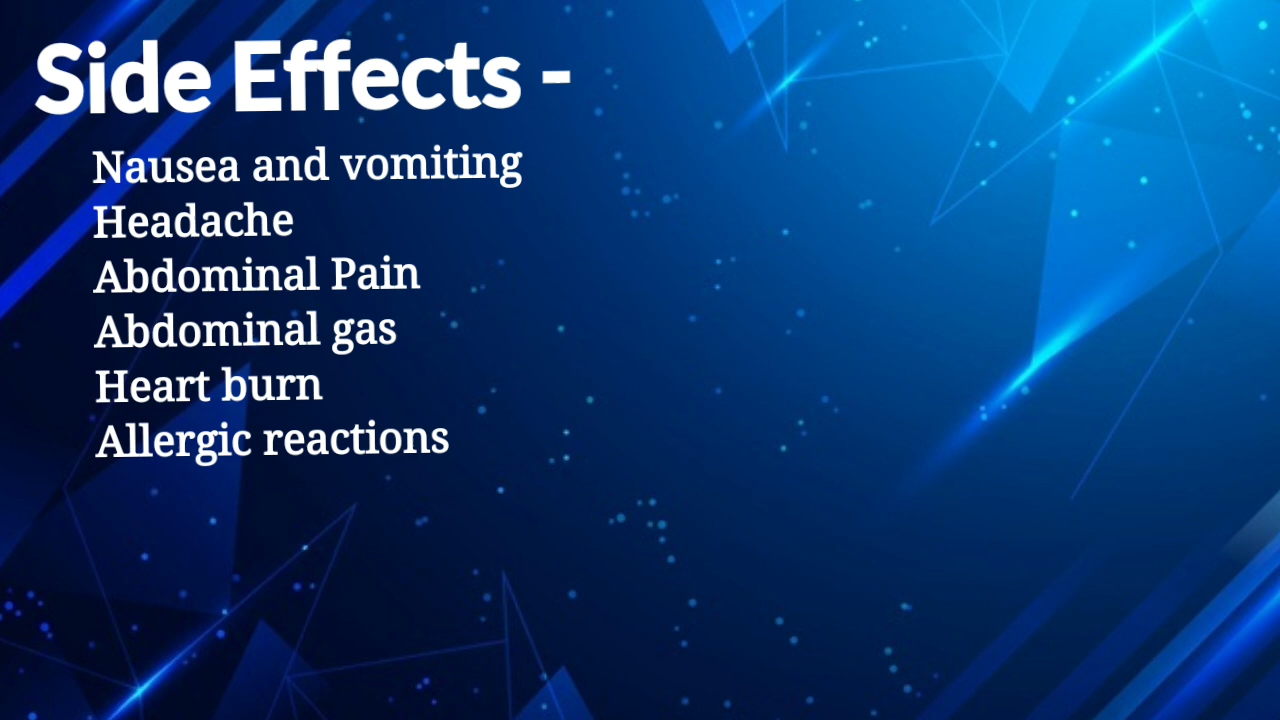 Side Effects -
Nausea and vomiting
Headache
Abdominal Pain
Abdominal gas
Heart burn
Allergic reactions